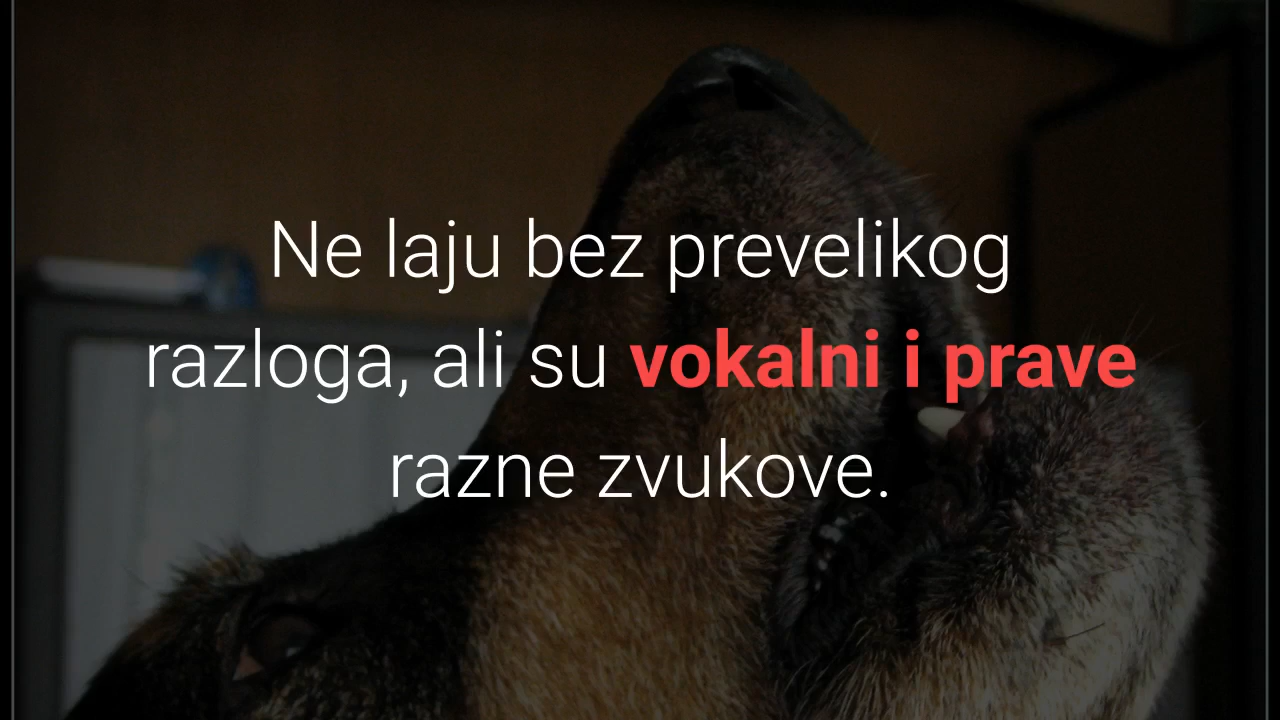 Ne laju bez prevelikog
razloga, ali su vokalni i prave
razne zvukove.